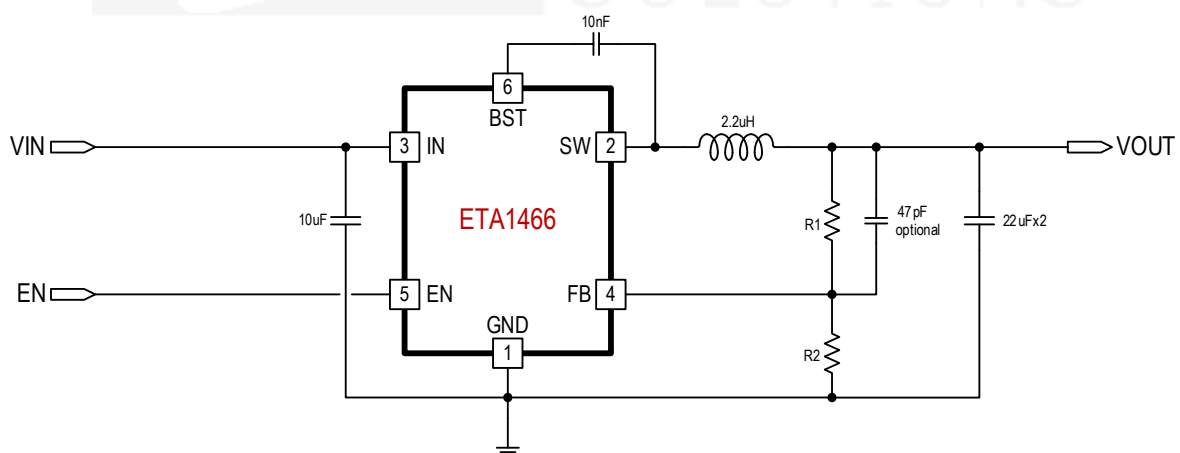 10nF
6
BST
2.2uH
VIN
3 IN
SW 2
VOUT
10uF
ETA1466
R1
47pF
optional
22uFx2
EN
5 EN
FB 4
GND
1
R2